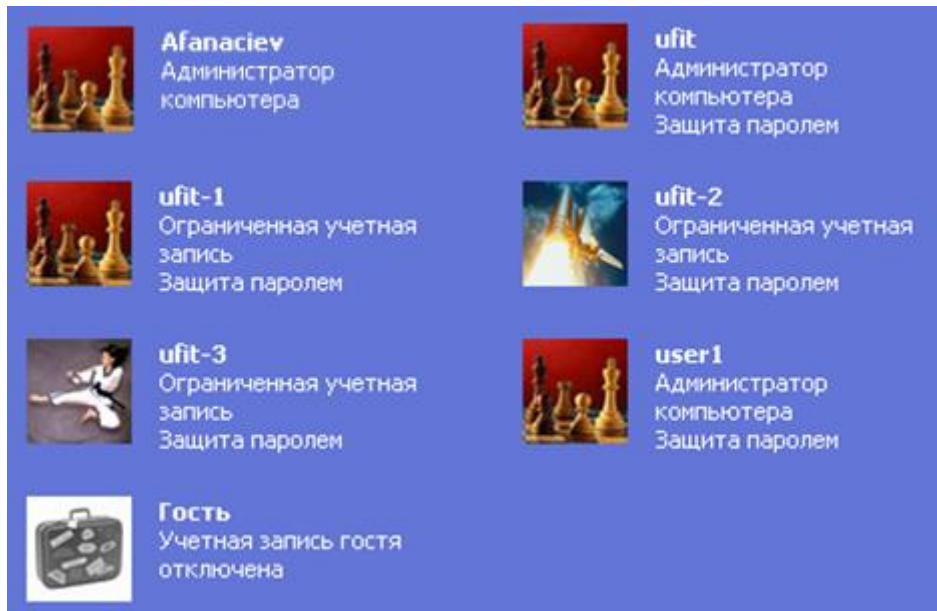 Afanaciev
Администратор
компьютера
ufit
Администратор
компьютера
Защита паролем
ufit-1
Ограниченная учетная
запись
Защита паролем
ufit-2
Ограниченная учетная
запись
Защита паролем
ufit-3
Ограниченная учетная
запись
Защита паролем
user1
Администратор
компьютера
Защита паролем
Гость
Учетная запись гостя
отключена